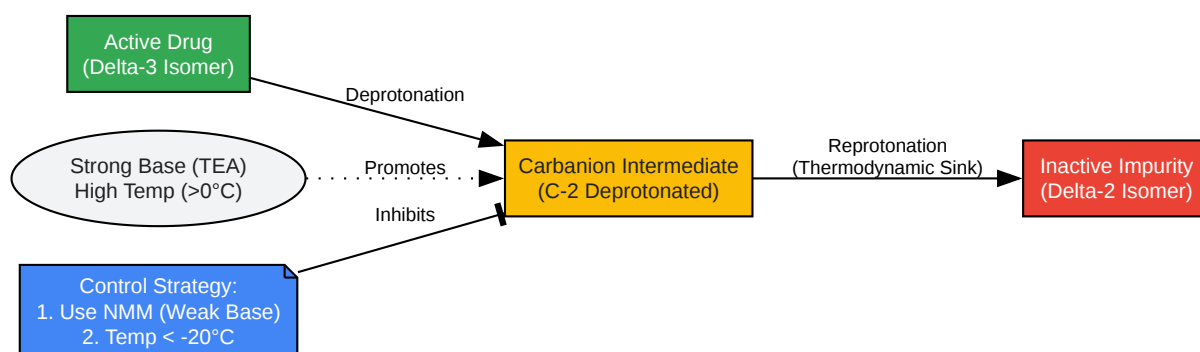 Active Drug
(Delta-3 Isomer)
Deprotonation
Strong Base (TEA)
High Temp (>0°C)
Promotes
Inhibits
Control Strategy:
1. Use NMM (Weak Base)
2. Temp < -20°C
Carbanion Intermediate
(C-2 Deprotonated)
Reprotonation
(Thermodynamic Sink)
Inactive Impurity
(Delta-2 Isomer)